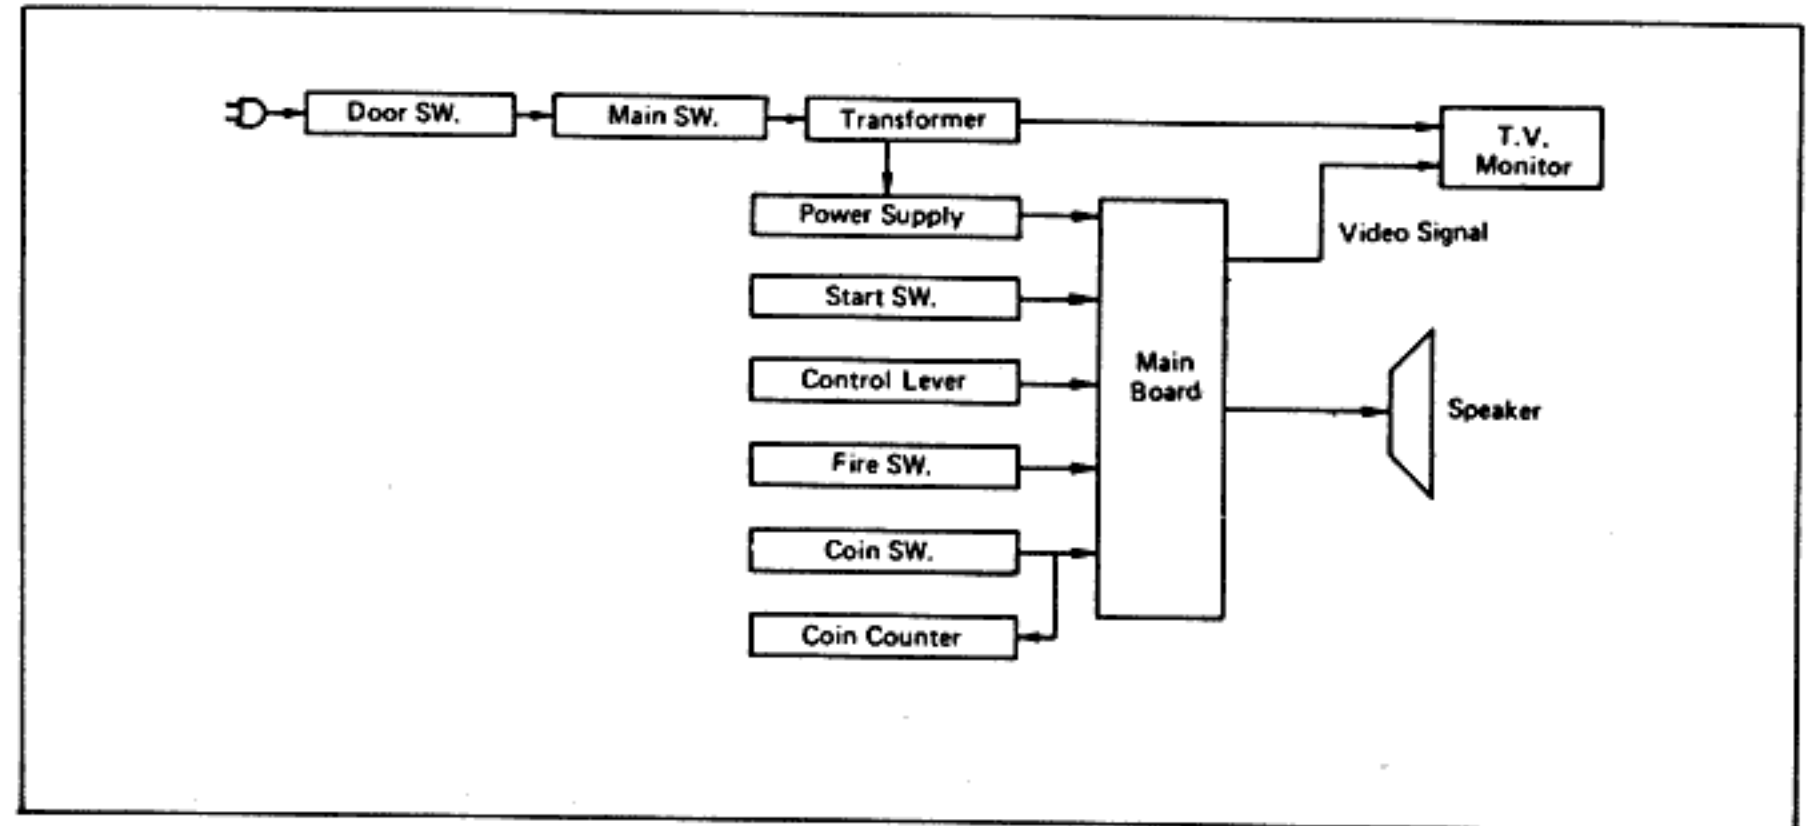 Door SW.
Main SW.
Transformer
T.V.
Monitor
Power Supply
Video Signal
Start SW.
Main
Board
Control Lever
Speaker
Fire SW.
Coin SW.
Coin Counter